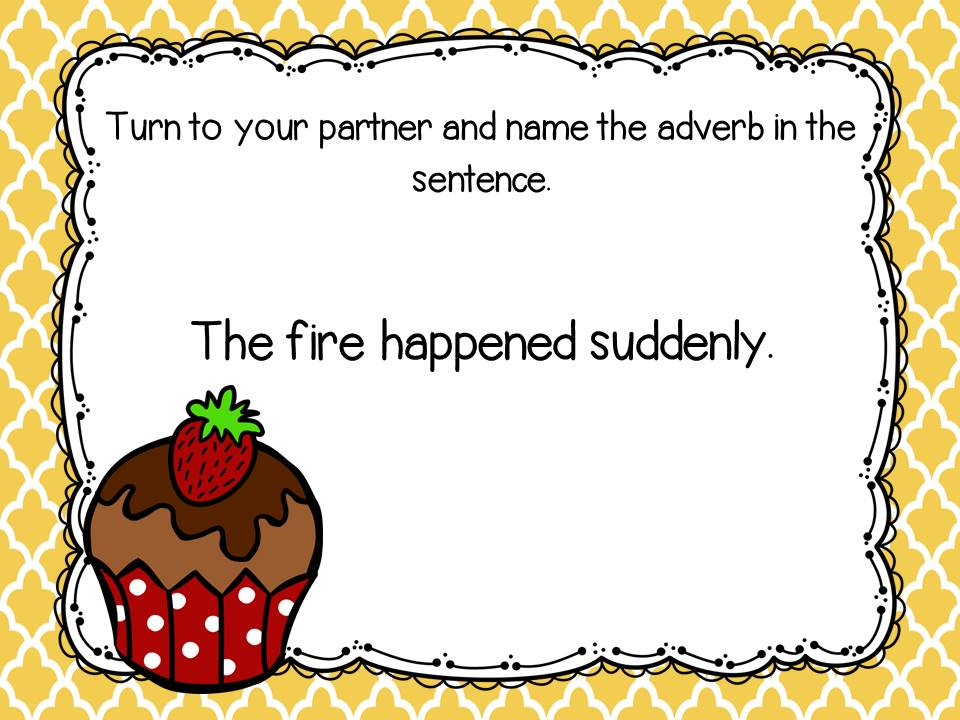 Turn to your partner and name the adverb in the
sentence.
The fire happened suddenly.